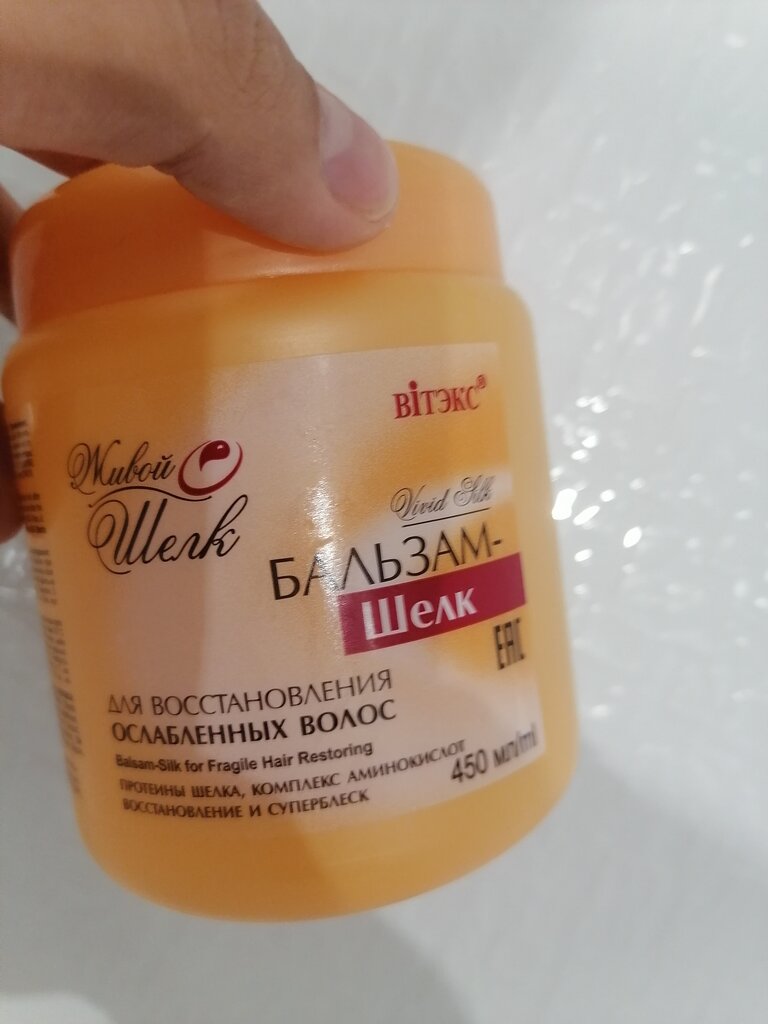 вiтэкс®
Живой
Шелк
Vivid Silk
БАЛЬЗАМ-
Шелк
EAC
ДЛЯ ВОССТАНОВЛЕНИЯ
ОСЛАБЛЕННЫХ ВОЛОС
Balsam-Silk for Fragile Hair Restoring
ПРОТЕИНЫ ШЕЛКА, КОМПЛЕКС АМИНОКИСЛОТ
ВОССТАНОВЛЕНИЕ И СУПЕРБЛЕСК
450 мл/ml